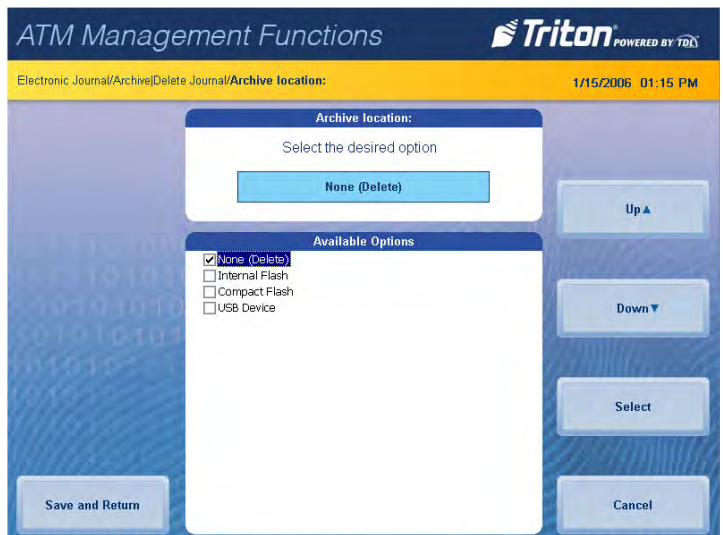 ATM Management Functions
Triton POWERED BY TDL
Electronic Journal/Archive|Delete Journal/Archive location:
1/15/2006 01:15 PM
Archive location:
Select the desired option
None (Delete)
Available Options
None (Delete)
Internal Flash
Compact Flash
USB Device
Up▲
Down▼
Select
Save and Return
Cancel